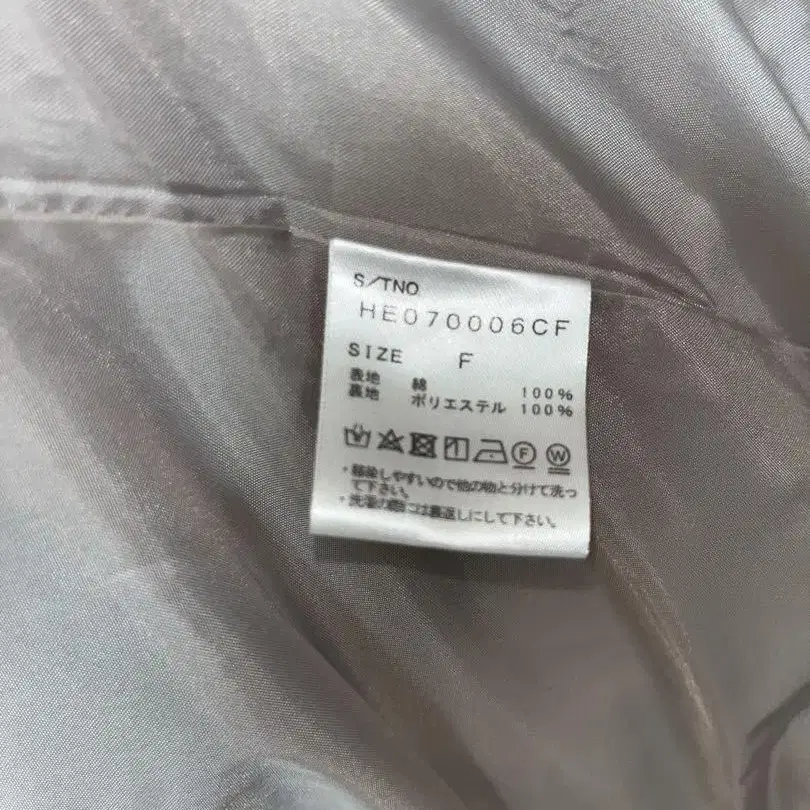 S/TNO.
HE070006CF
SIZE F
表地 綿 100%
裏地 ポリエステル 100%
F W
・移染しやすいので他の物と分けて洗っ
て下さい。
・洗濯の際には裏返しにして下さい。